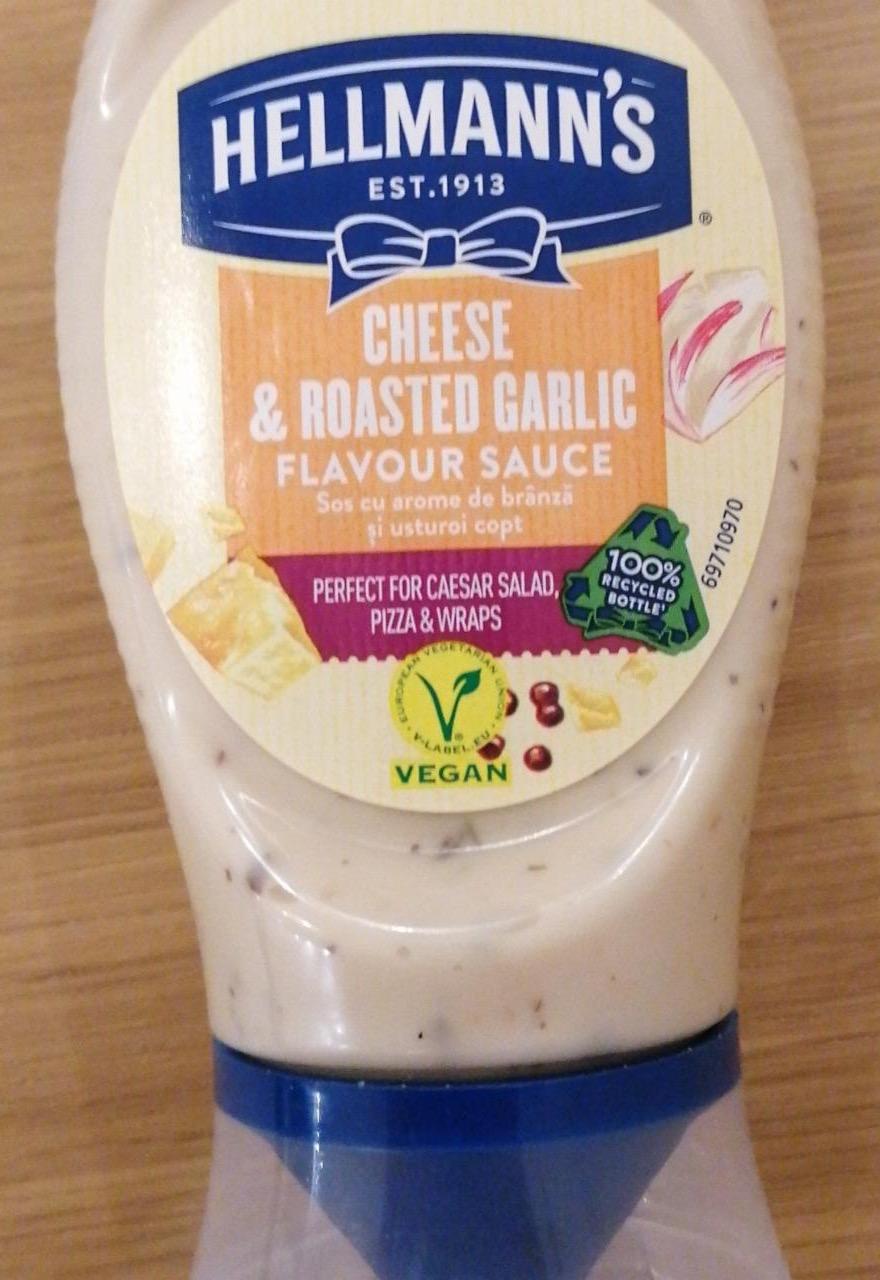 HELLMANN'S
EST.1913
®
CHEESE
& ROASTED GARLIC
FLAVOUR SAUCE
Sos cu arome de brânză
și usturoi copt
PERFECT FOR CAESAR SALAD,
PIZZA & WRAPS
100%
RECYCLED
BOTTLE¹
69710970
EUROPEAN VEGETARIAN UNION
®
V-LABEL.EU
VEGAN